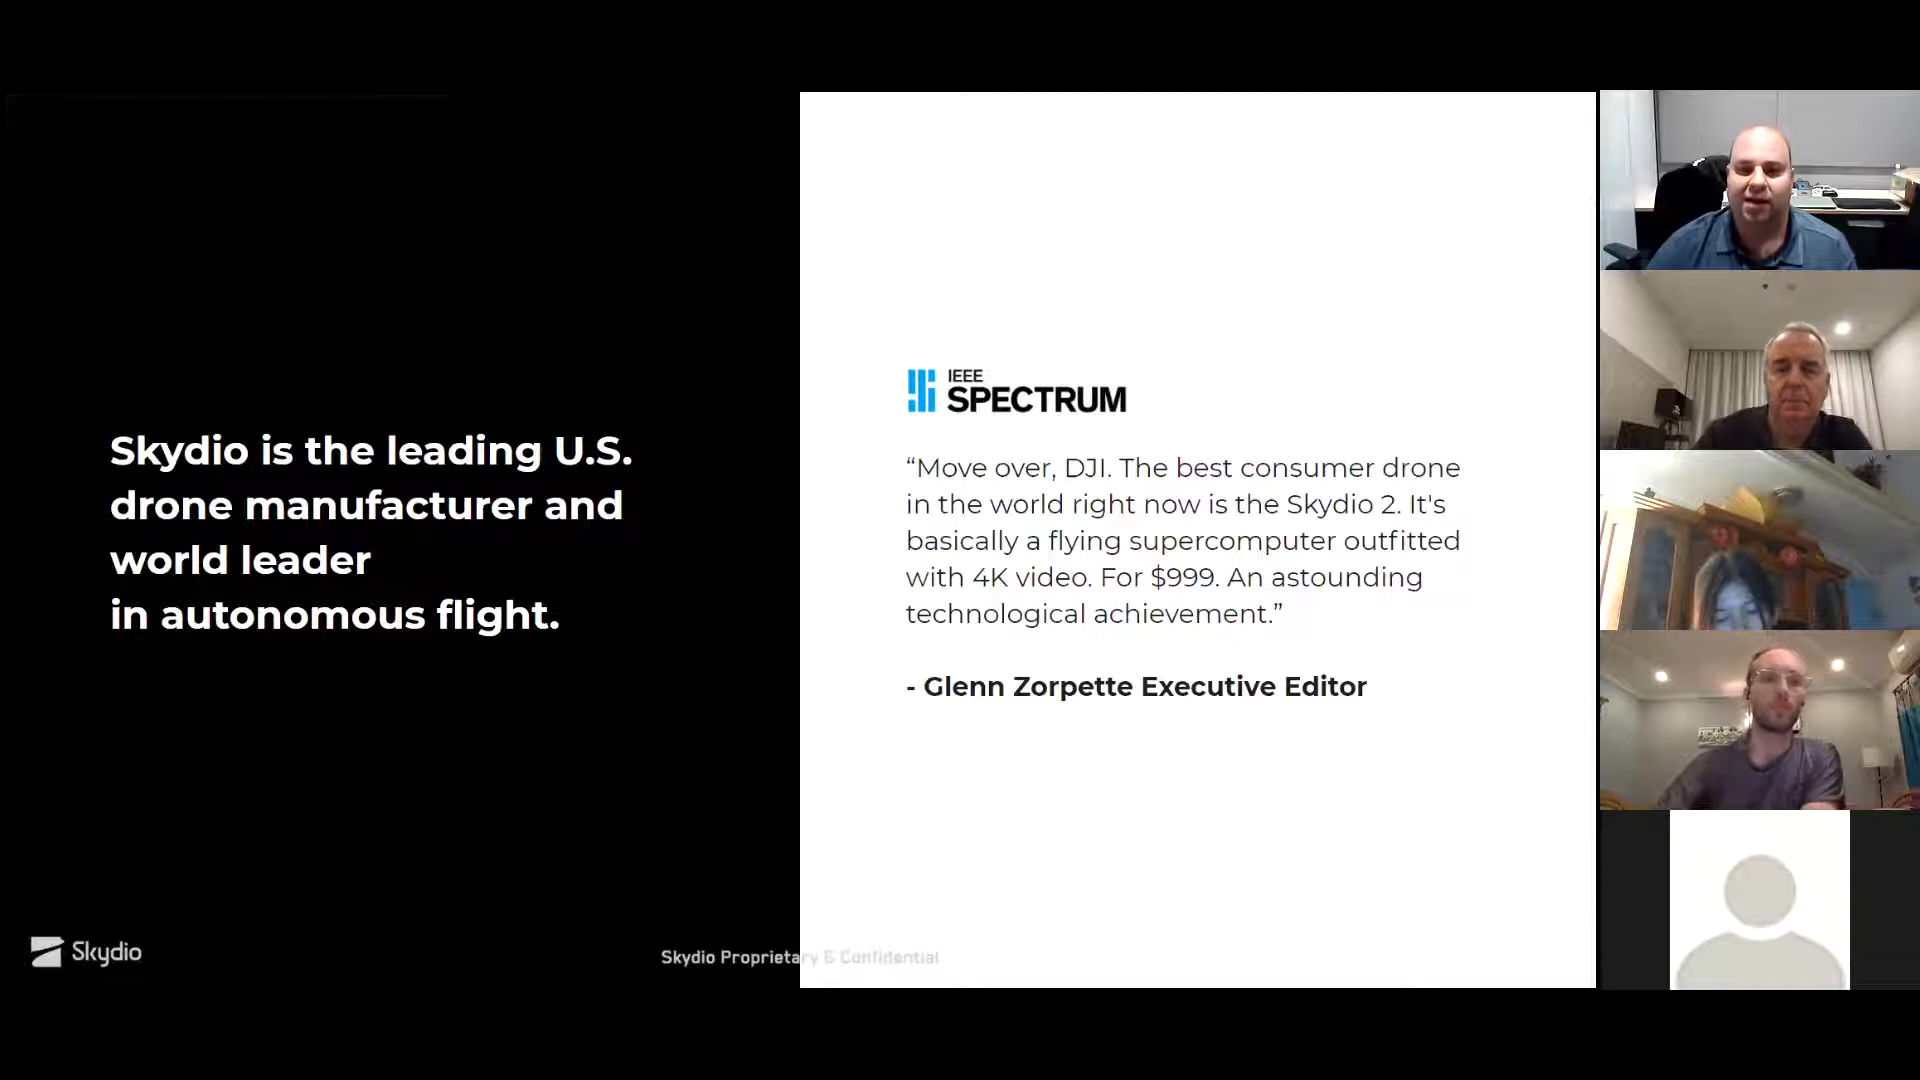 Skydio is the leading U.S.
drone manufacturer and
world leader
in autonomous flight.
IEEE
SPECTRUM
“Move over, DJI. The best consumer drone
in the world right now is the Skydio 2. It's
basically a flying supercomputer outfitted
with 4K video. For $999. An astounding
technological achievement.”
- Glenn Zorpette Executive Editor
Skydio
Skydio Proprietary & Confidential